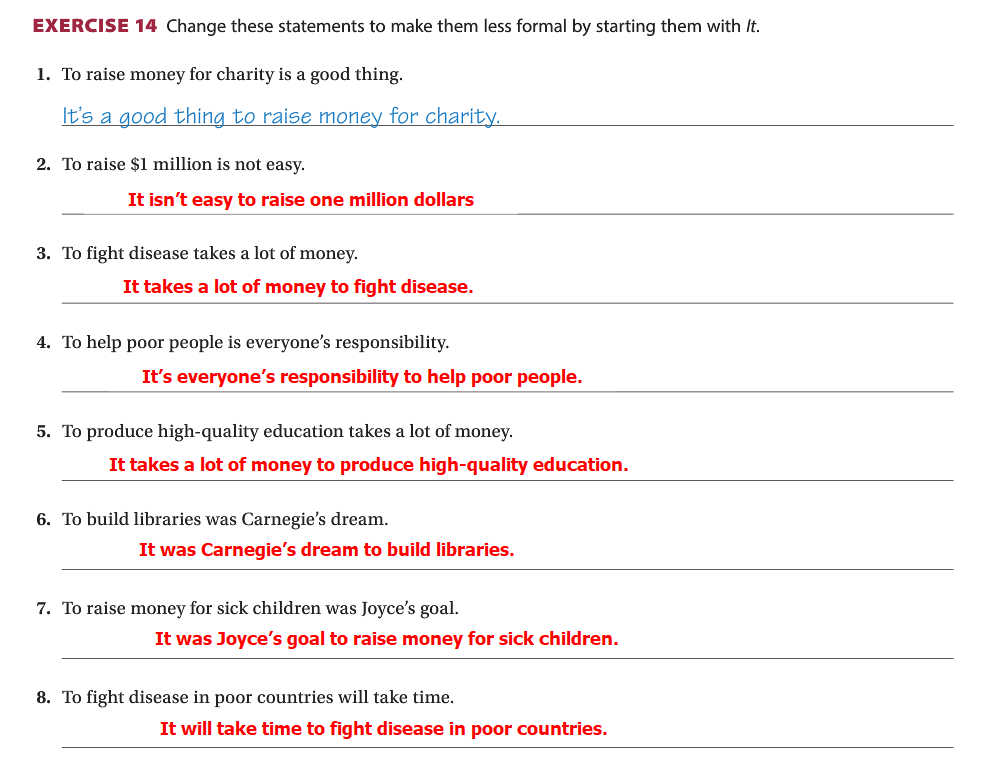 EXERCISE 14 Change these statements to make them less formal by starting them with It.
1. To raise money for charity is a good thing.
It's a good thing to raise money for charity.
2. To raise $1 million is not easy.
It isn't easy to raise one million dollars
3. To fight disease takes a lot of money.
It takes a lot of money to fight disease.
4. To help poor people is everyone's responsibility.
It's everyone's responsibility to help poor people.
5. To produce high-quality education takes a lot of money.
It takes a lot of money to produce high-quality education.
6. To build libraries was Carnegie's dream.
It was Carnegie's dream to build libraries.
7. To raise money for sick children was Joyce's goal.
It was Joyce's goal to raise money for sick children.
8. To fight disease in poor countries will take time.
It will take time to fight disease in poor countries.